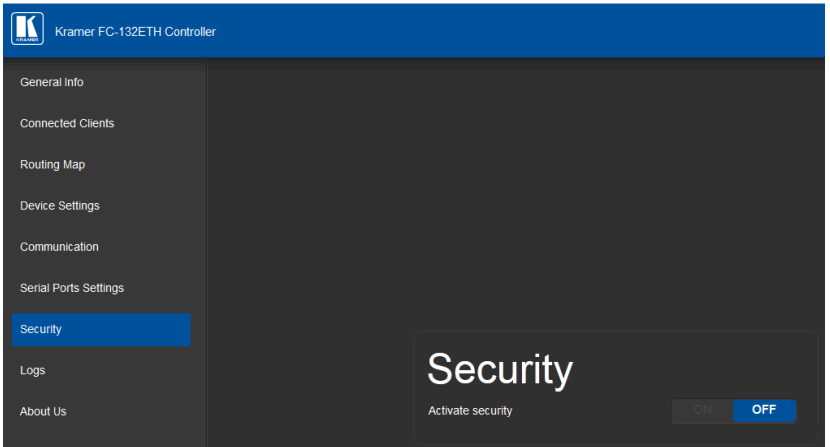 KRAMER
Kramer FC-132ETH Controller
General Info
Connected Clients
Routing Map
Device Settings
Communication
Serial Ports Settings
Security
Logs
About Us
Security
Activate security ON OFF